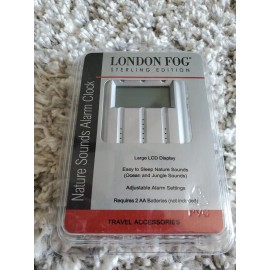 LONDON FOG®
STERLING EDITION
Nature Sounds Alarm Clock
Large LCD Display
Easy to Sleep Nature Sounds
(Ocean and Jungle Sounds)
Adjustable Alarm Settings
Requires 2 AA Batteries (not included)
TRAVEL ACCESSORIES